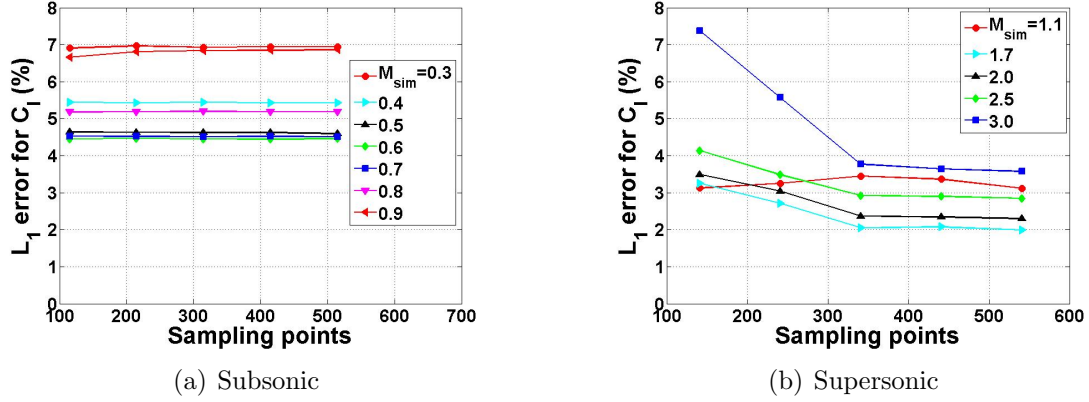 L1 error for Cl (%)
8
7
6
5
4
3
2
1
0
100 200 300 400 500 600 700
Sampling points
Msim=0.3
0.4
0.5
0.6
0.7
0.8
0.9
(a) Subsonic
L1 error for Cl (%)
8
7
6
5
4
3
2
1
0
100 200 300 400 500 600
Sampling points
Msim=1.1
1.7
2.0
2.5
3.0
(b) Supersonic